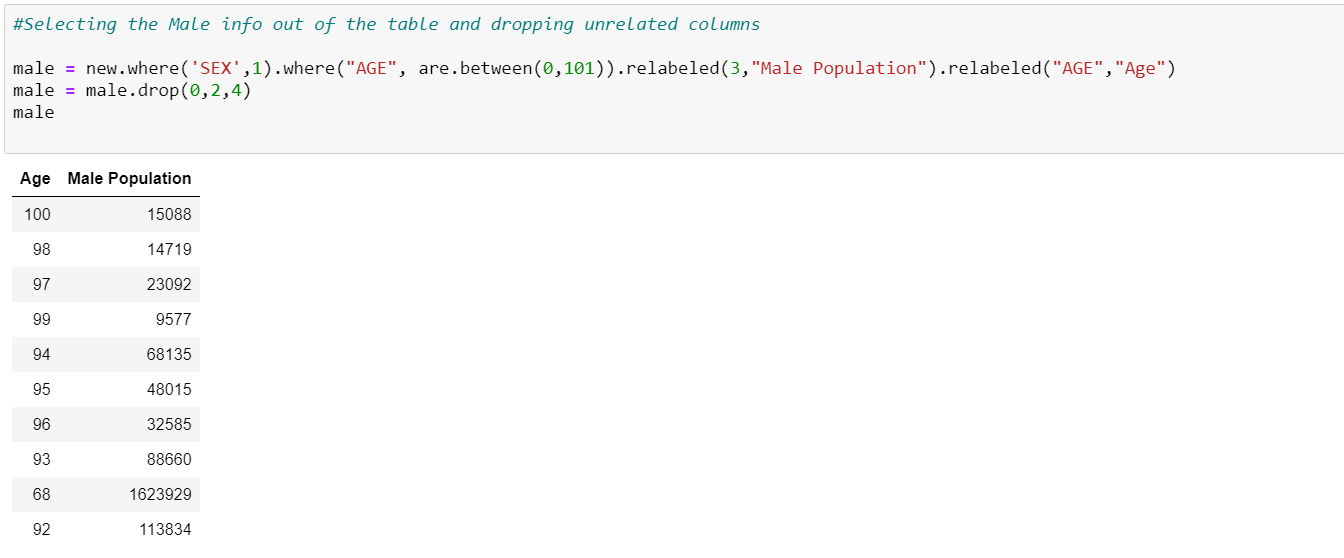 #Selecting the Male info out of the table and dropping unrelated columns
male = new.where('SEX',1).where("AGE", are.between(0,101)).relabeled(3,"Male Population").relabeled("AGE","Age")
male = male.drop(0,2,4)
male
Age Male Population
100 15088
98 14719
97 23092
99 9577
94 68135
95 48015
96 32585
93 88660
68 1623929
92 113834